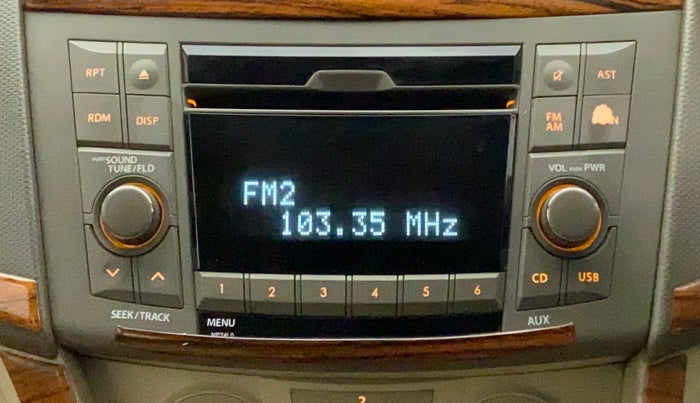 RPT
AST
RDM
DISP
FM
AM
PUSH SOUND
TUNE/FLD
VOL PUSH PWR
FM2
103.35 MHz
1 2 3 4 5 6
CD
USB
SEEK/TRACK
MENU
AUX
2